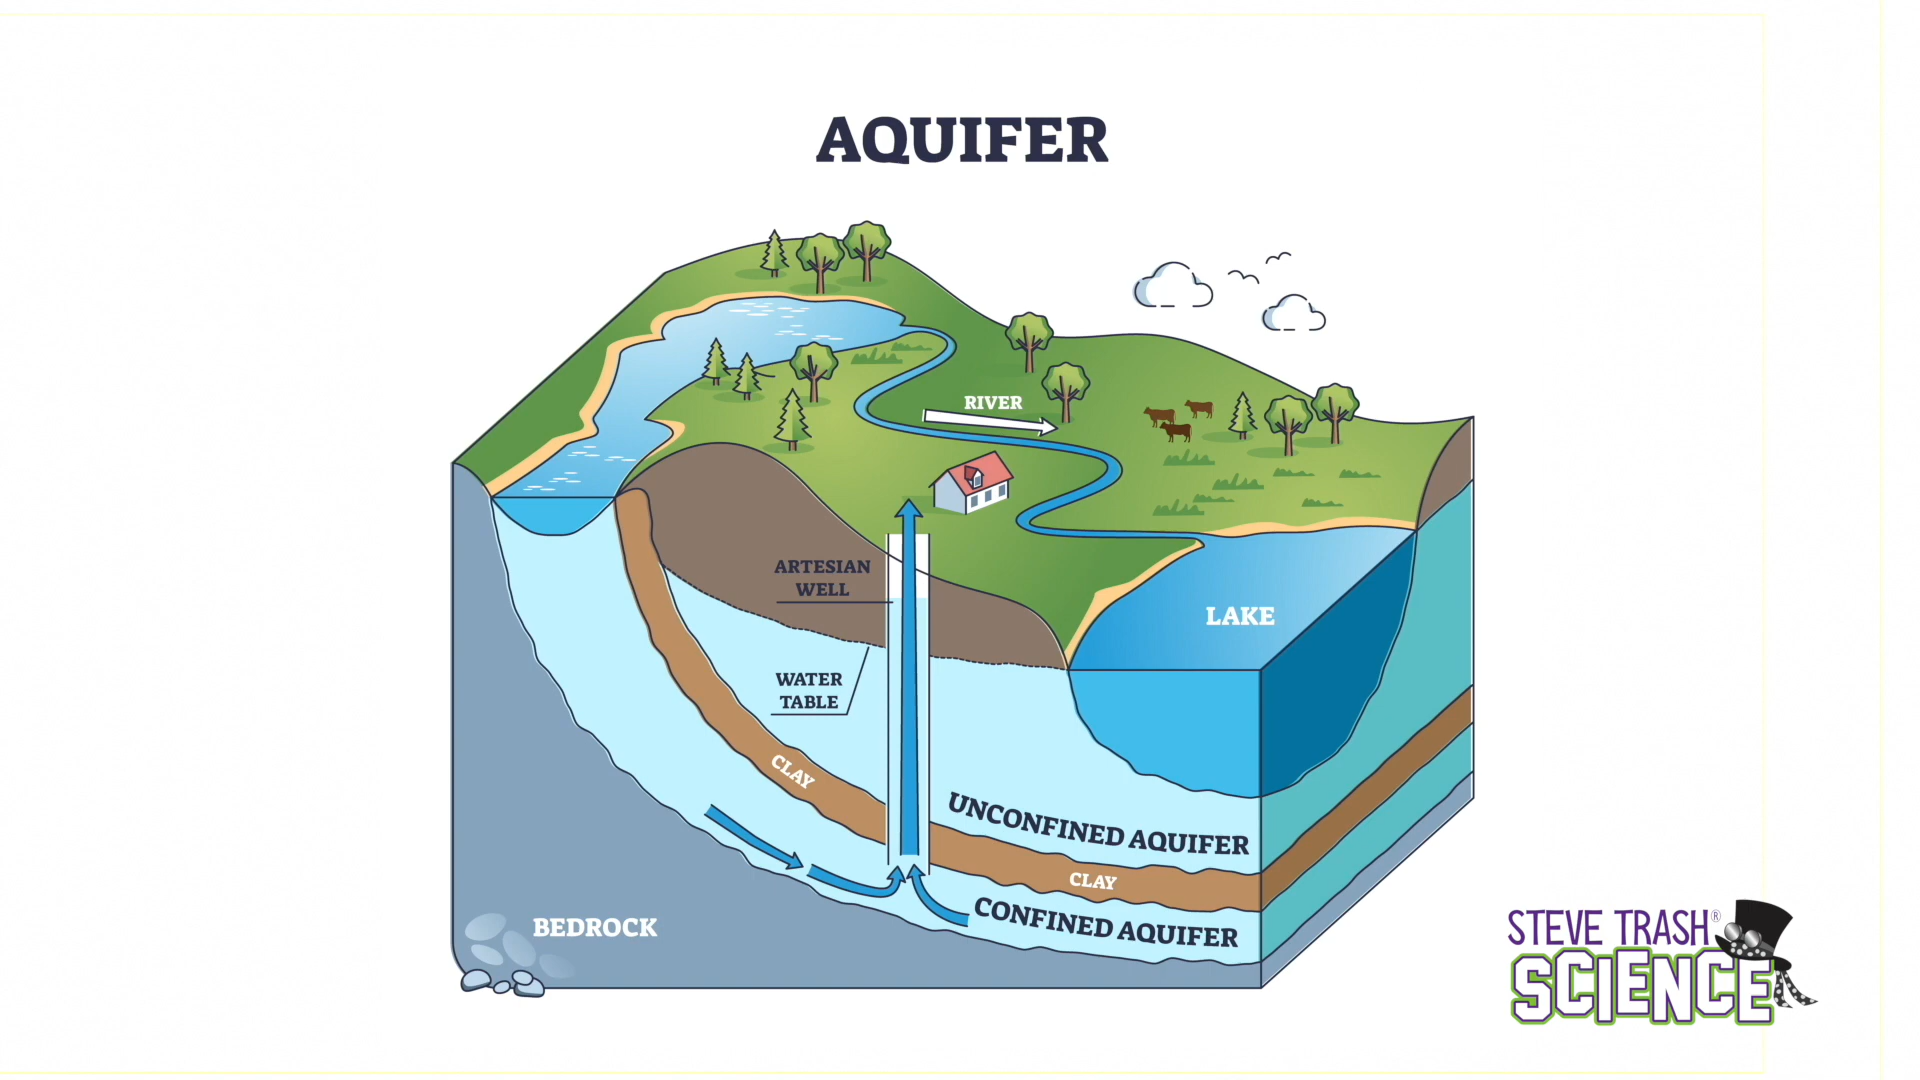 AQUIFER
RIVER
ARTESIAN
WELL
LAKE
WATER
TABLE
CLAY
UNCONFINED AQUIFER
CLAY
CONFINED AQUIFER
BEDROCK
STEVE TRASH®
SCIENCE